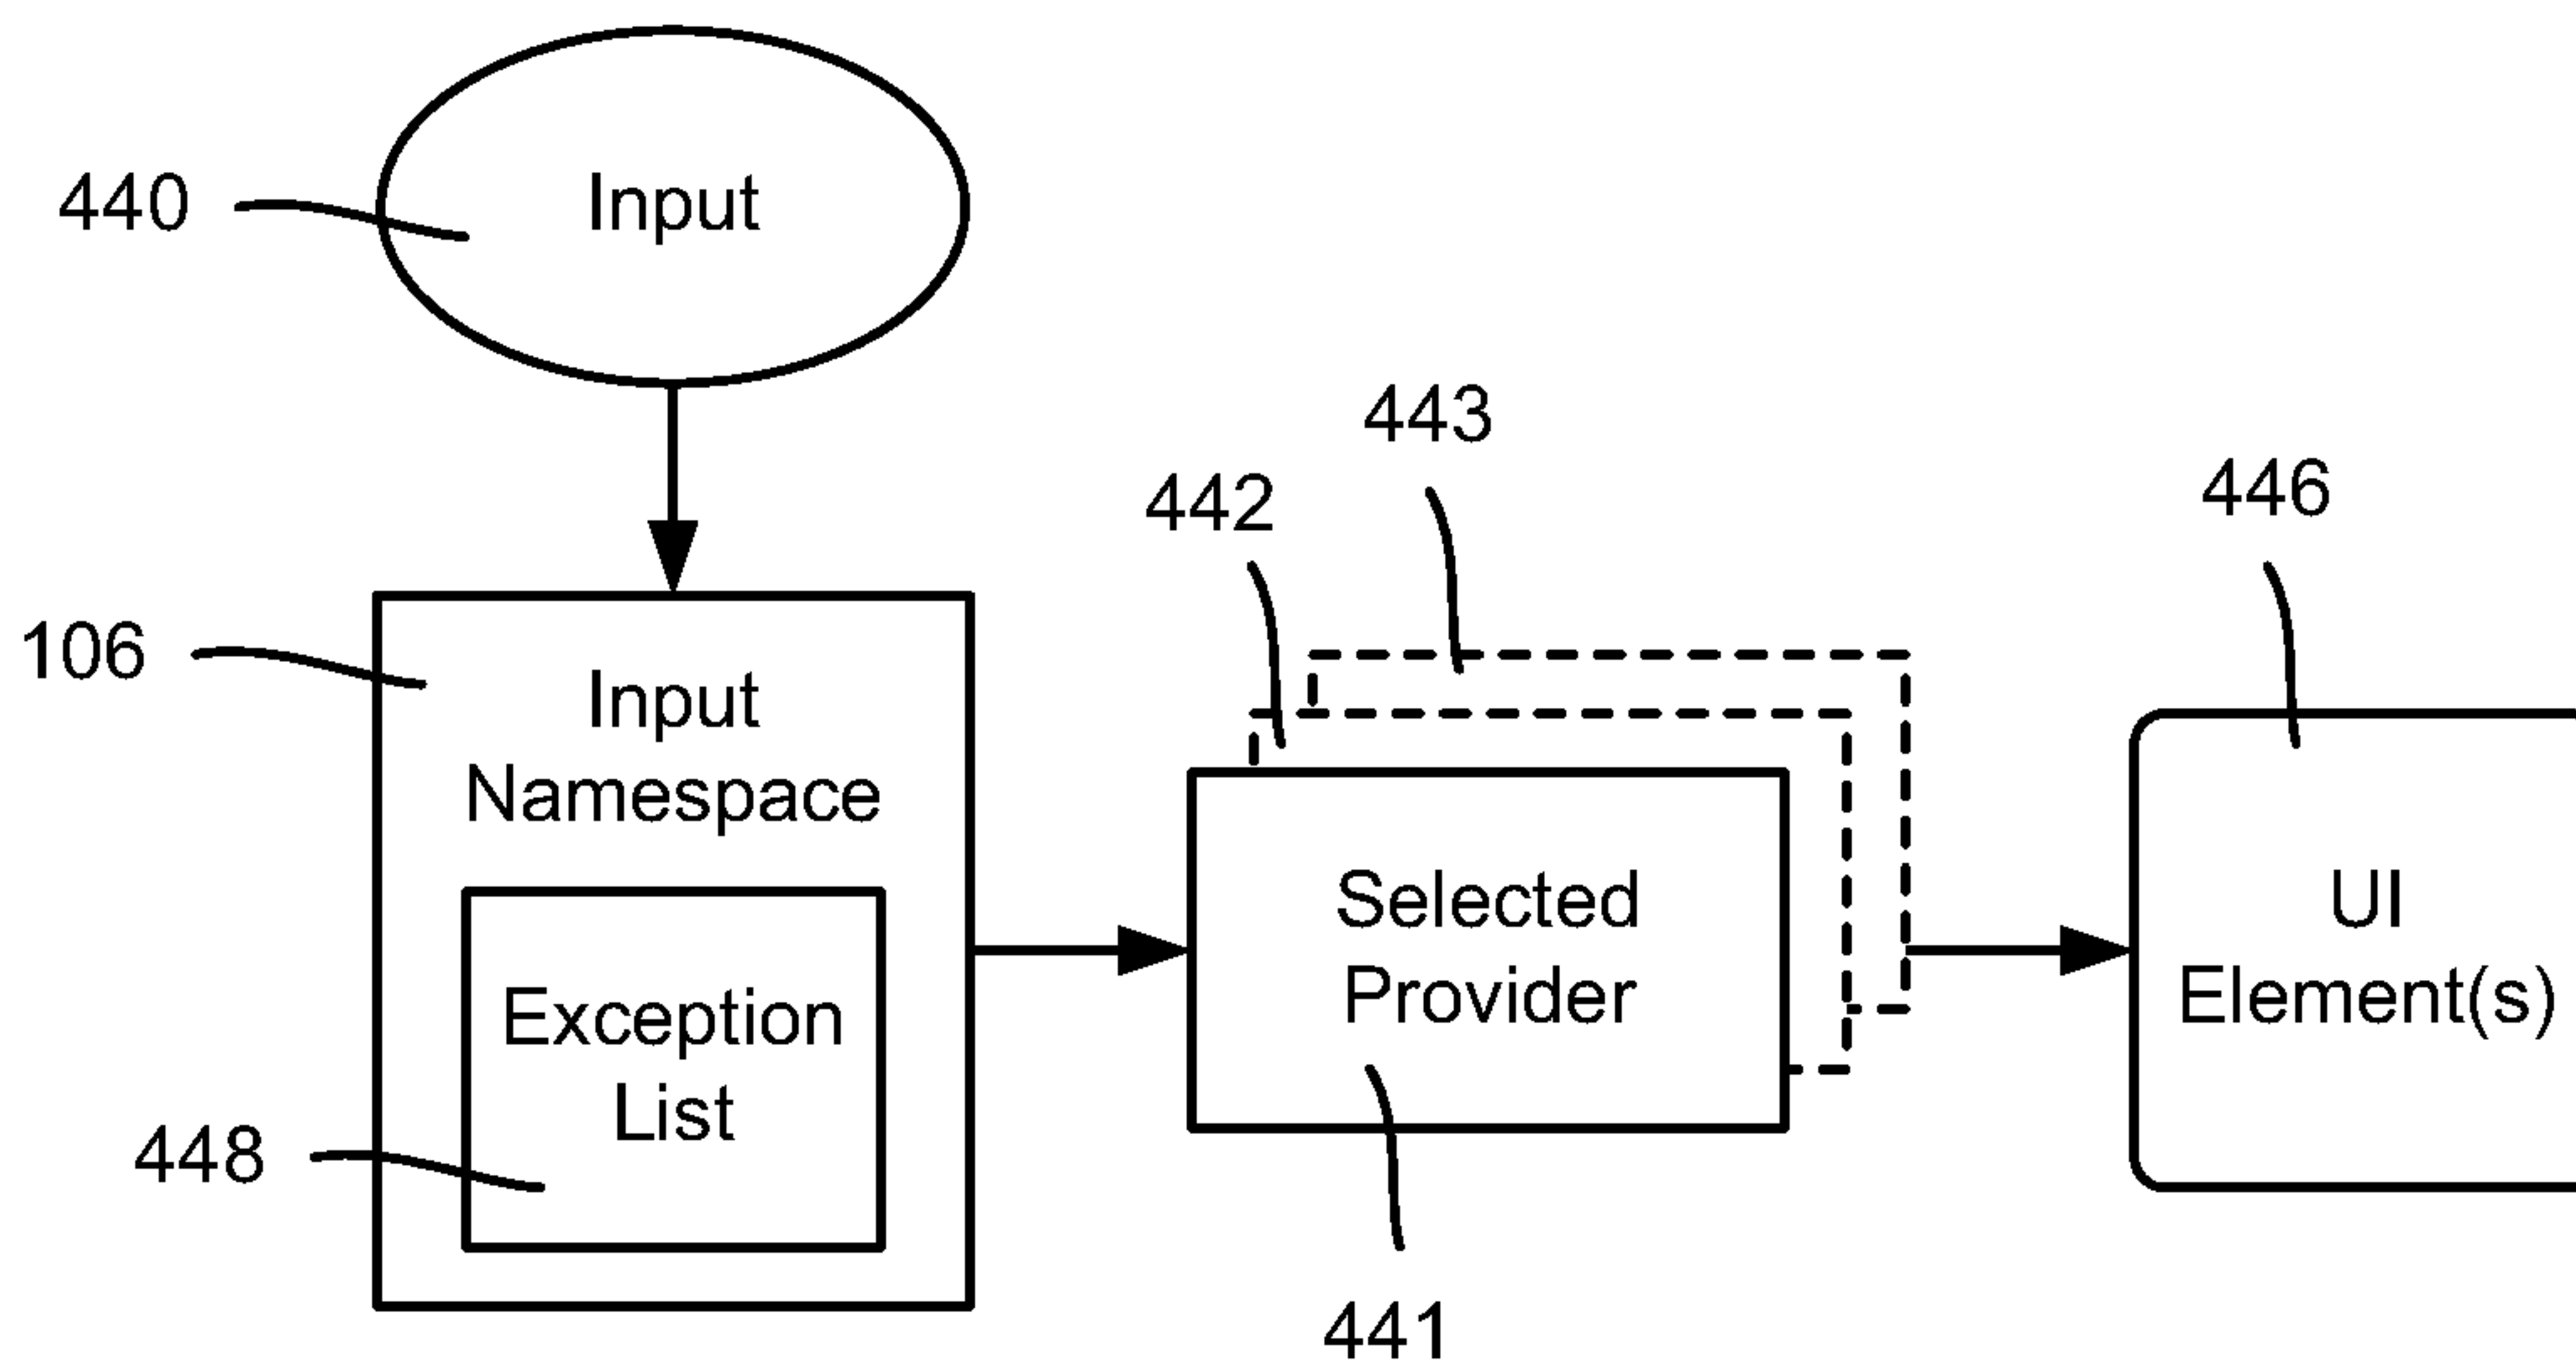 440
Input
443
442
446
106
Input
Namespace
Selected
Provider
UI
Element(s)
Exception
List
448
441